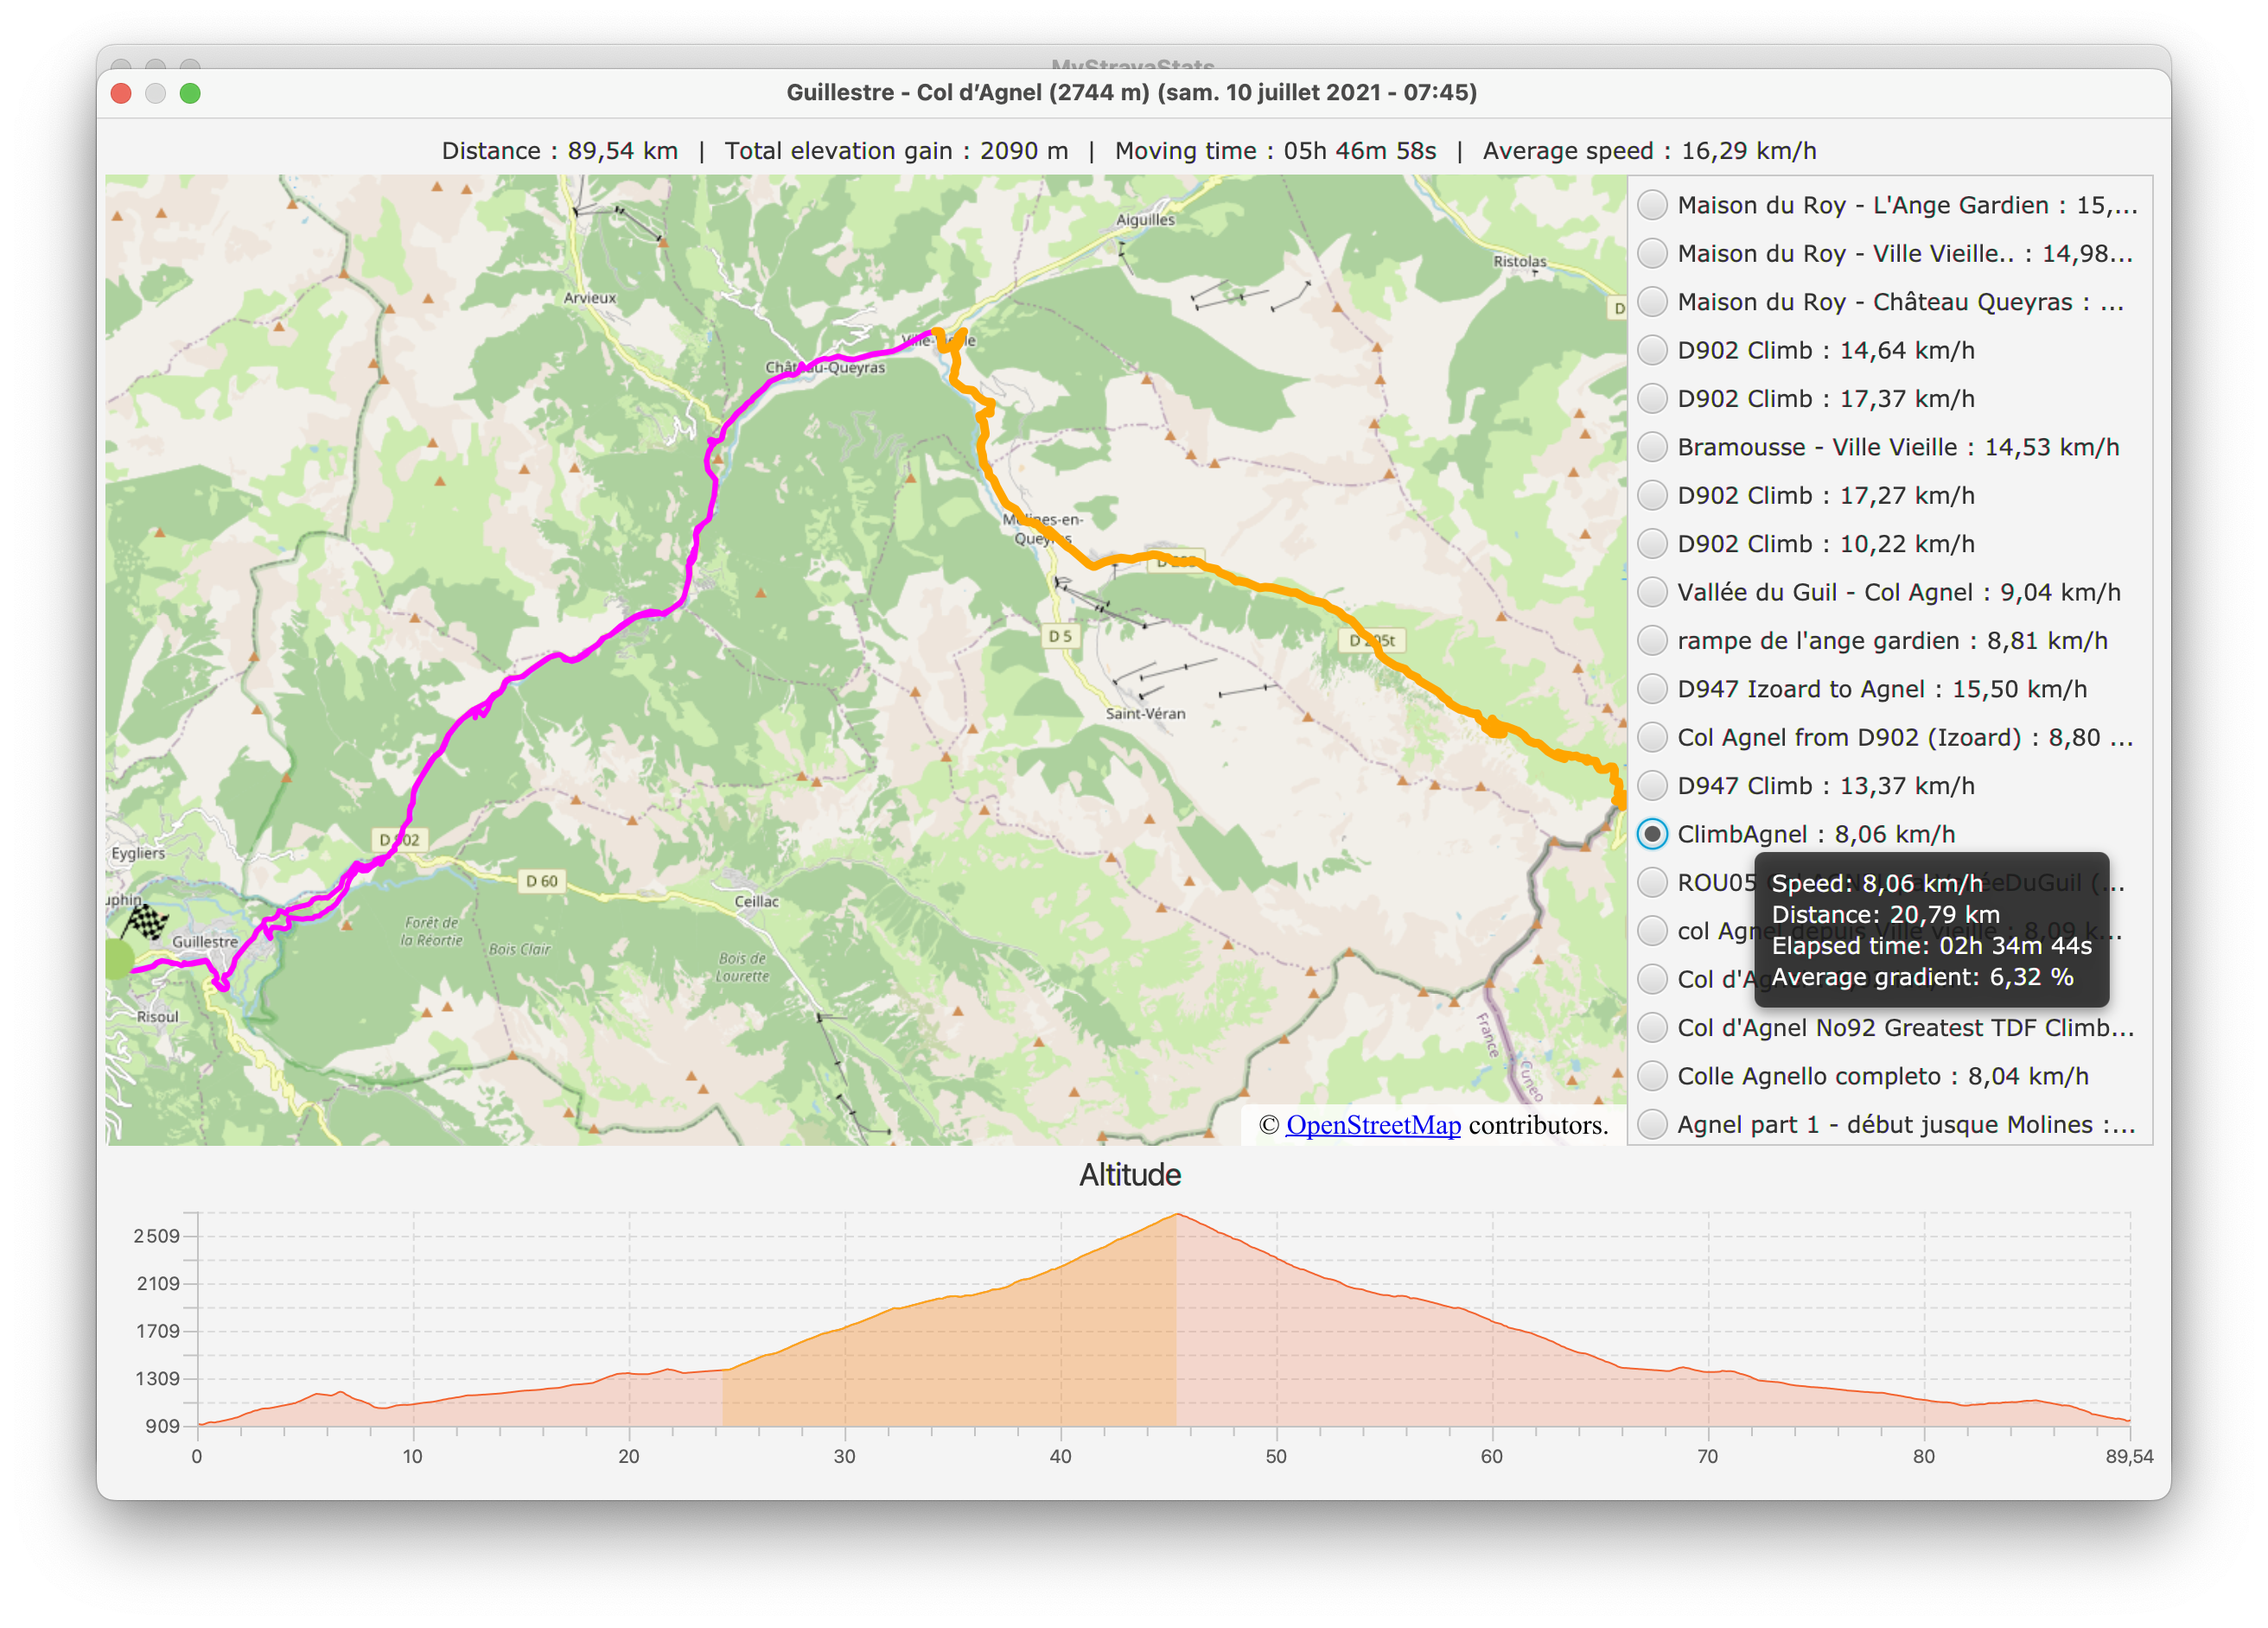 MyStravaStats
Guillestre - Col d’Agnel (2744 m) (sam. 10 juillet 2021 - 07:45)
Distance : 89,54 km | Total elevation gain : 2090 m | Moving time : 05h 46m 58s | Average speed : 16,29 km/h
Aiguilles
Ristolas
D
Arvieux
Château-Queyras
Molines-en-
Queyras
D 205t
D 5
Saint-Véran
D 902
D 60
Eygliers
Ceillac
Guillestre
Forêt de
la Réortie
Bois Clair
Bois de
Lourette
Risoul
France
Cuneo
© OpenStreetMap contributors.
Maison du Roy - L'Ange Gardien : 15,...
Maison du Roy - Ville Vieille.. : 14,98...
Maison du Roy - Château Queyras : ...
D902 Climb : 14,64 km/h
D902 Climb : 17,37 km/h
Bramousse - Ville Vieille : 14,53 km/h
D902 Climb : 17,27 km/h
D902 Climb : 10,22 km/h
Vallée du Guil - Col Agnel : 9,04 km/h
rampe de l'ange gardien : 8,81 km/h
D947 Izoard to Agnel : 15,50 km/h
Col Agnel from D902 (Izoard) : 8,80 ...
D947 Climb : 13,37 km/h
ClimbAgnel : 8,06 km/h
Speed: 8,06 km/h
Distance: 20,79 km
Elapsed time: 02h 34m 44s
Average gradient: 6,32 %
ROU05
col Agnel depuis Ville vieille : 8,09 k...
Col d'Agnel
Col d'Agnel No92 Greatest TDF Climb...
Colle Agnello completo : 8,04 km/h
Agnel part 1 - début jusque Molines :...
Altitude
2 509
2109
1709
1309
909
0 10 20 30 40 50 60 70 80 89,54